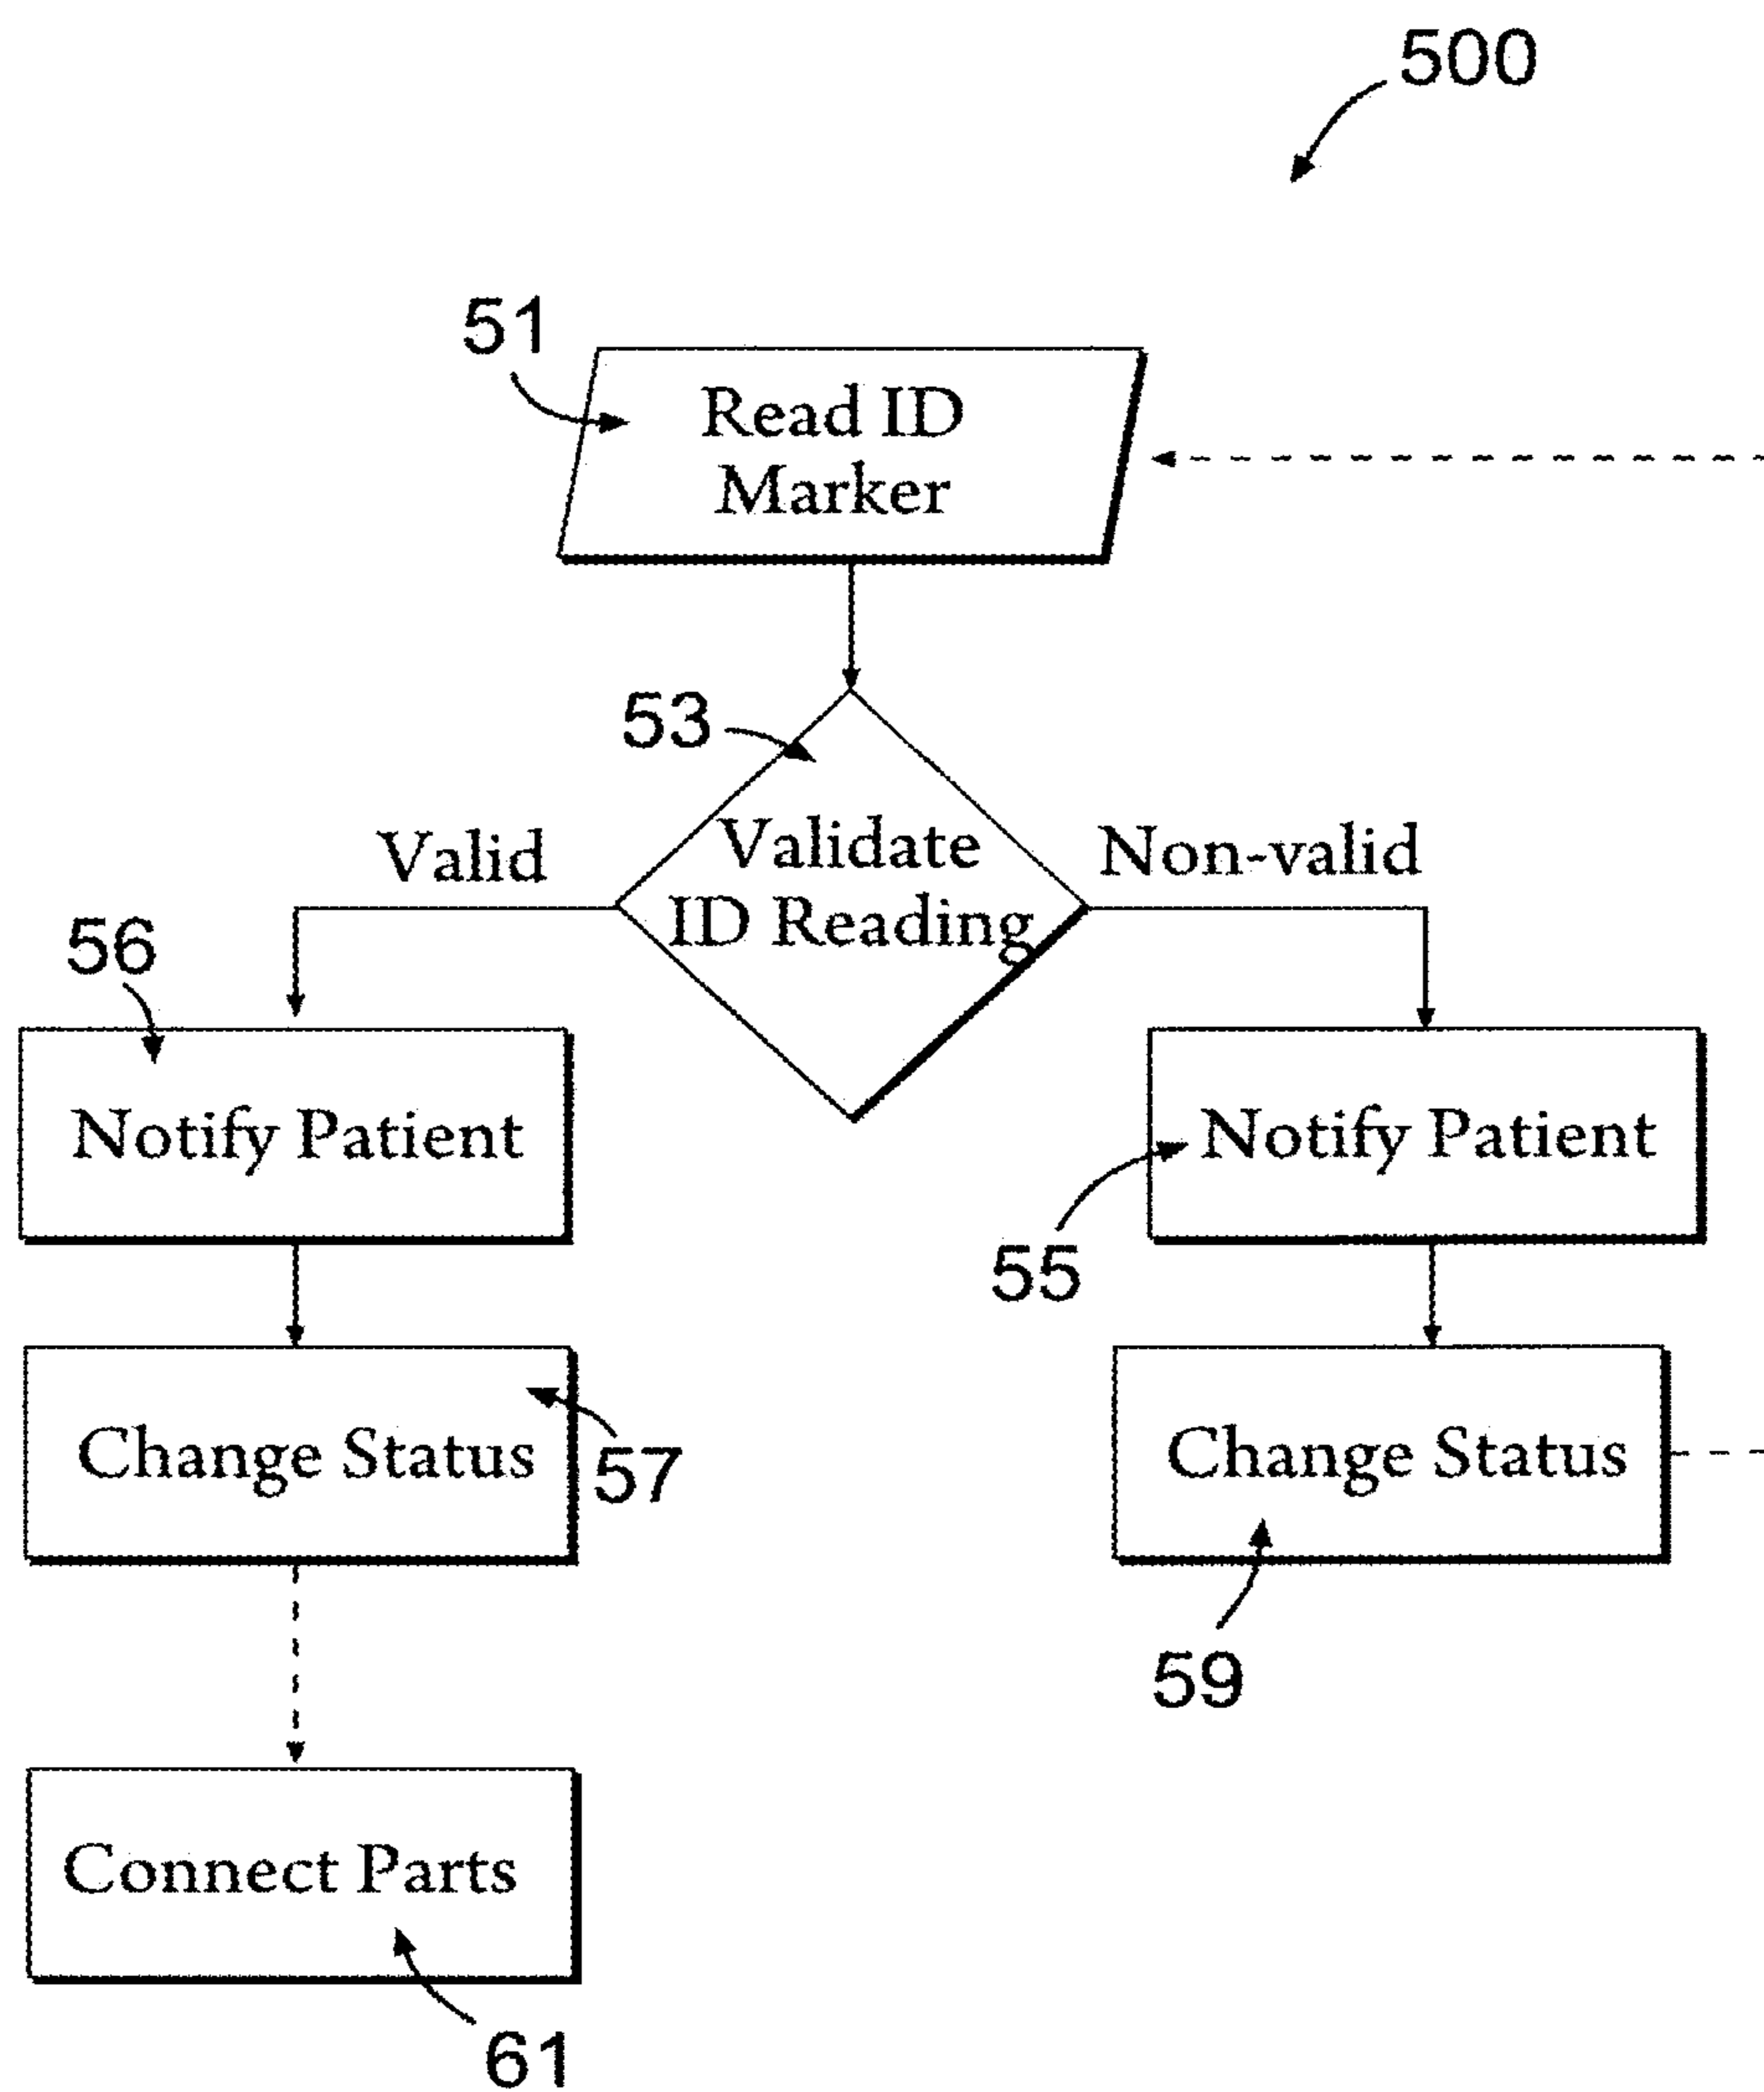 500
51
Read ID
Marker
53
Validate
ID Reading
Valid
Non-valid
56
Notify Patient
Notify Patient
55
Change Status
57
Change Status
59
Connect Parts
61